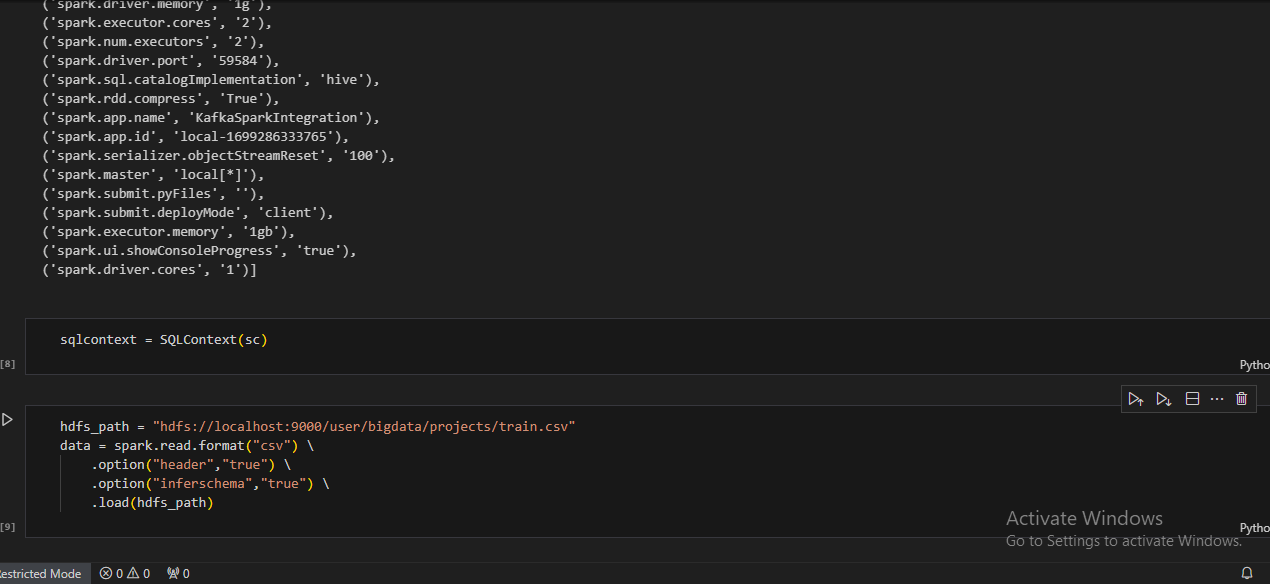 ('spark.driver.memory', '1g'),
('spark.executor.cores', '2'),
('spark.num.executors', '2'),
('spark.driver.port', '59584'),
('spark.sql.catalogImplementation', 'hive'),
('spark.rdd.compress', 'True'),
('spark.app.name', 'KafkaSparkIntegration'),
('spark.app.id', 'local-1699286333765'),
('spark.serializer.objectStreamReset', '100'),
('spark.master', 'local[*]'),
('spark.submit.pyFiles', ''),
('spark.submit.deployMode', 'client'),
('spark.executor.memory', '1gb'),
('spark.ui.showConsoleProgress', 'true'),
('spark.driver.cores', '1')]
sqlcontext = SQLContext(sc)
[8]
Pytho
hdfs_path = "hdfs://localhost:9000/user/bigdata/projects/train.csv"
data = spark.read.format("csv") \
.option("header","true") \
.option("inferschema","true") \
.load(hdfs_path)
[9]
Pytho
Activate Windows
Go to Settings to activate Windows.
estricted Mode
0
0
0